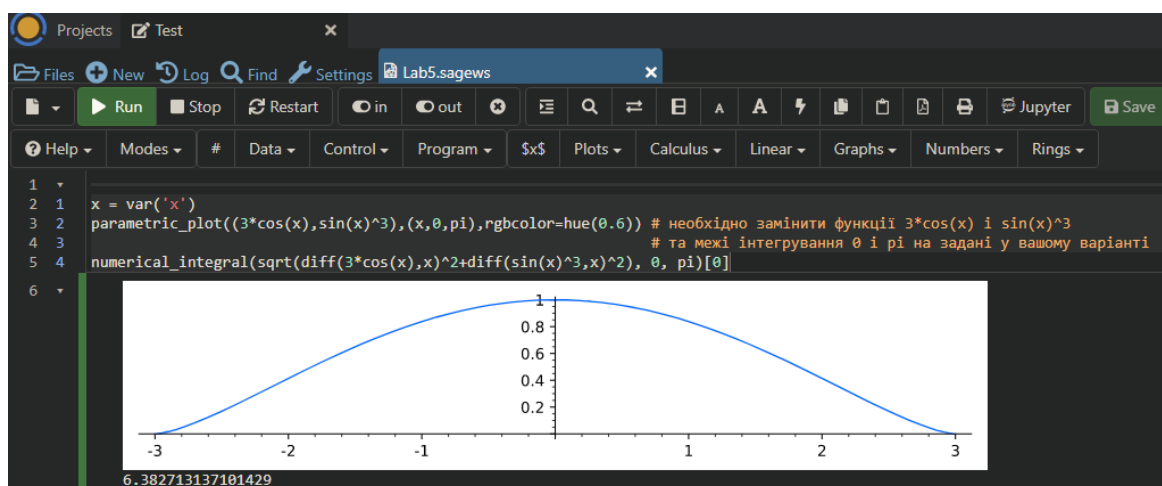 Projects Test
Files New Log Find Settings Lab5.sagews
Run Stop Restart in out A A Jupyter Save
Help Modes # Data Control Program $x$ Plots Calculus Linear Graphs Numbers Rings
1
2 1 x = var('x')
3 2 parametric_plot((3*cos(x),sin(x)^3),(x,0,pi),rgbcolor=hue(0.6)) # необхідно замінити функції 3*cos(x) і sin(x)^3
4 3 # та межі інтегрування 0 і pi на задані у вашому варіанті
5 4 numerical_integral(sqrt(diff(3*cos(x),x)^2+diff(sin(x)^3,x)^2), 0, pi)[0]
6
1
0.8
0.6
0.4
0.2
-3 -2 -1 1 2 3
6.382713137101429